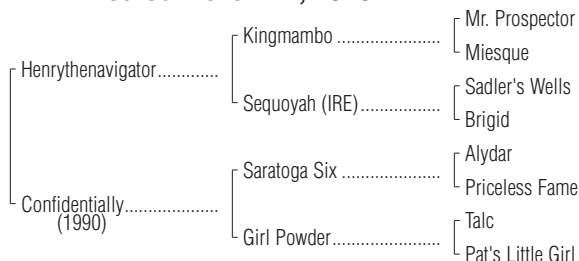 Mr. Prospector
Kingmambo ..................
Miesque
Henrythenavigator.............
Sadler's Wells
Sequoyah (IRE)..................
Brigid
Alydar
Saratoga Six ..................
Priceless Fame
Confidentially....................
(1990)
Talc
Girl Powder........................
Pat's Little Girl